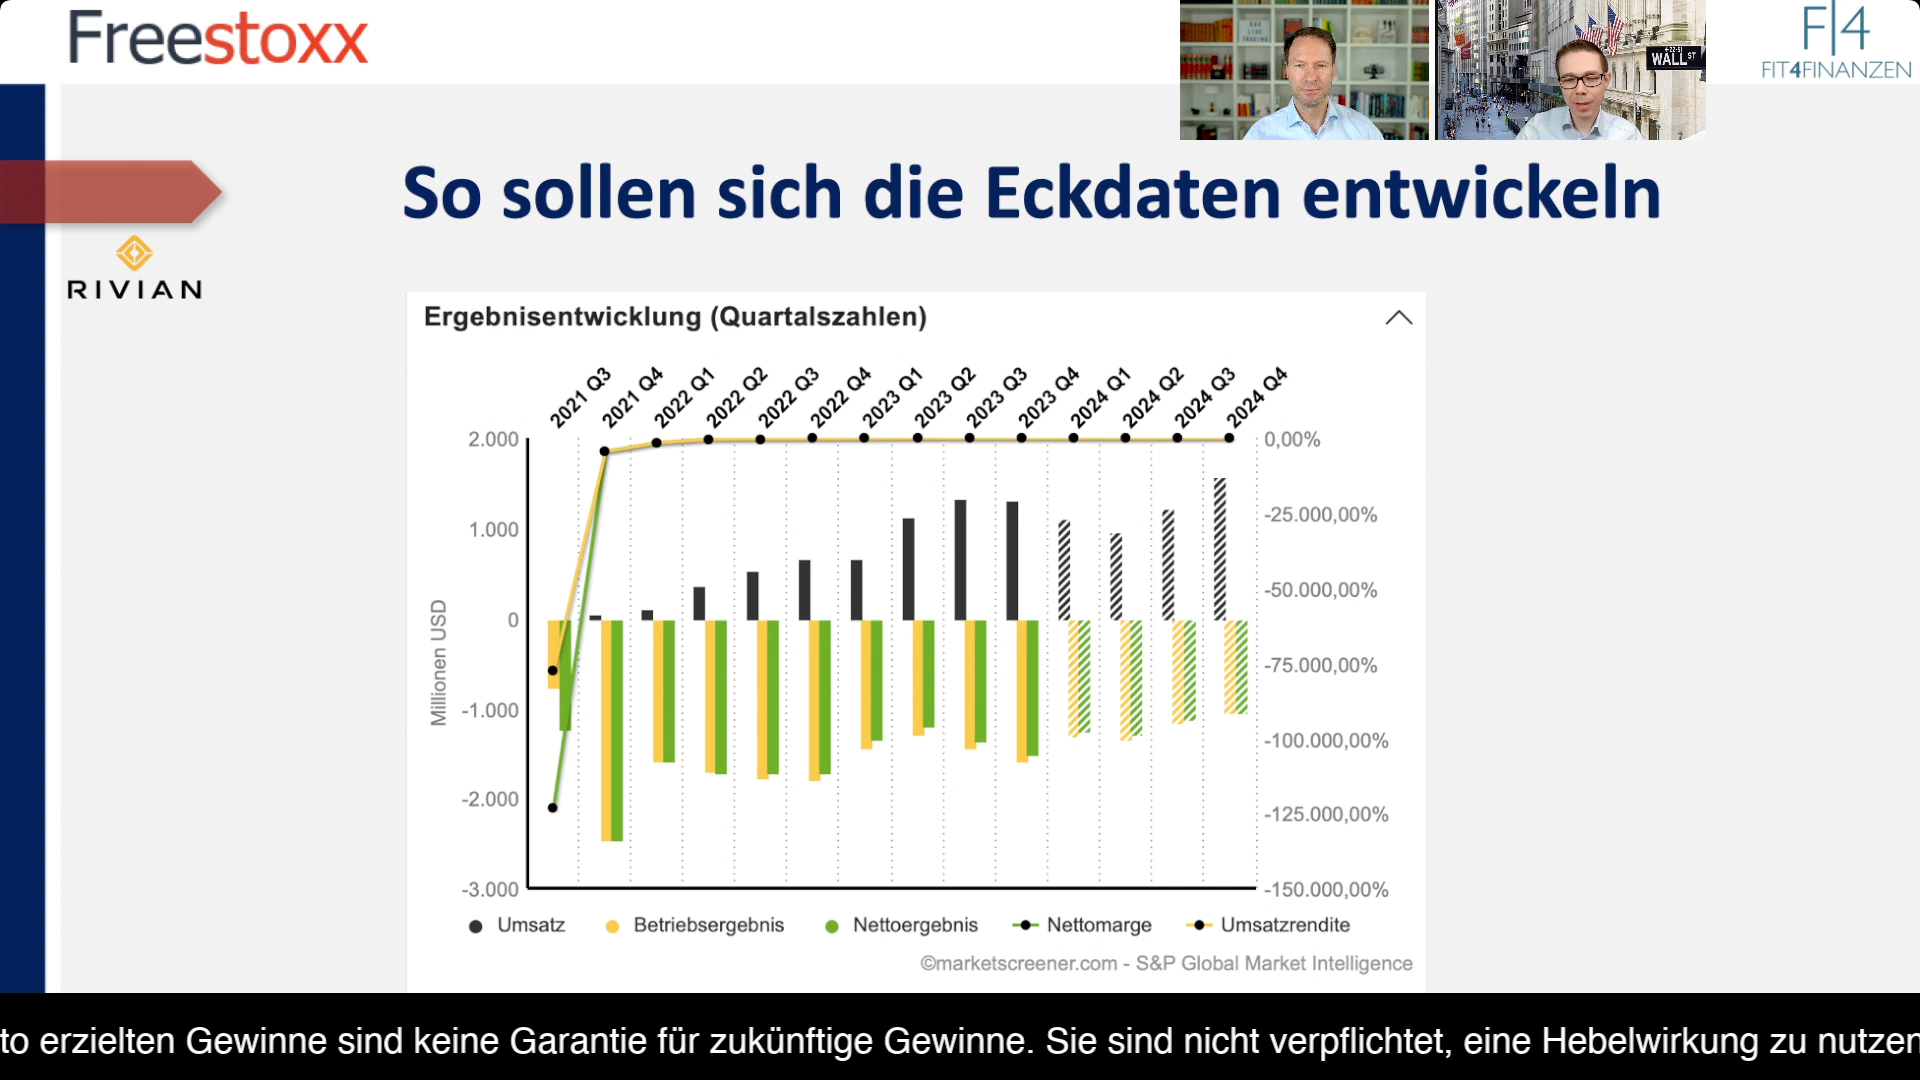 Freestoxx
WALL ST
F|4
FIT4FINANZEN
So sollen sich die Eckdaten entwickeln
RIVIAN
Ergebnisentwicklung (Quartalszahlen)
2021 Q3 2021 Q4 2022 Q1 2022 Q2 2022 Q3 2022 Q4 2023 Q1 2023 Q2 2023 Q3 2023 Q4 2024 Q1 2024 Q2 2024 Q3 2024 Q4
2.000 0,00%
-25.000,00%
1.000
-50.000,00%
0
-75.000,00%
-1.000
-100.000,00%
-2.000
-125.000,00%
-3.000 -150.000,00%
Millionen USD
Umsatz Betriebsergebnis Nettoergebnis Nettomarge Umsatzrendite
©marketscreener.com - S&P Global Market Intelligence
to erzielten Gewinne sind keine Garantie für zukünftige Gewinne. Sie sind nicht verpflichtet, eine Hebelwirkung zu nutzen